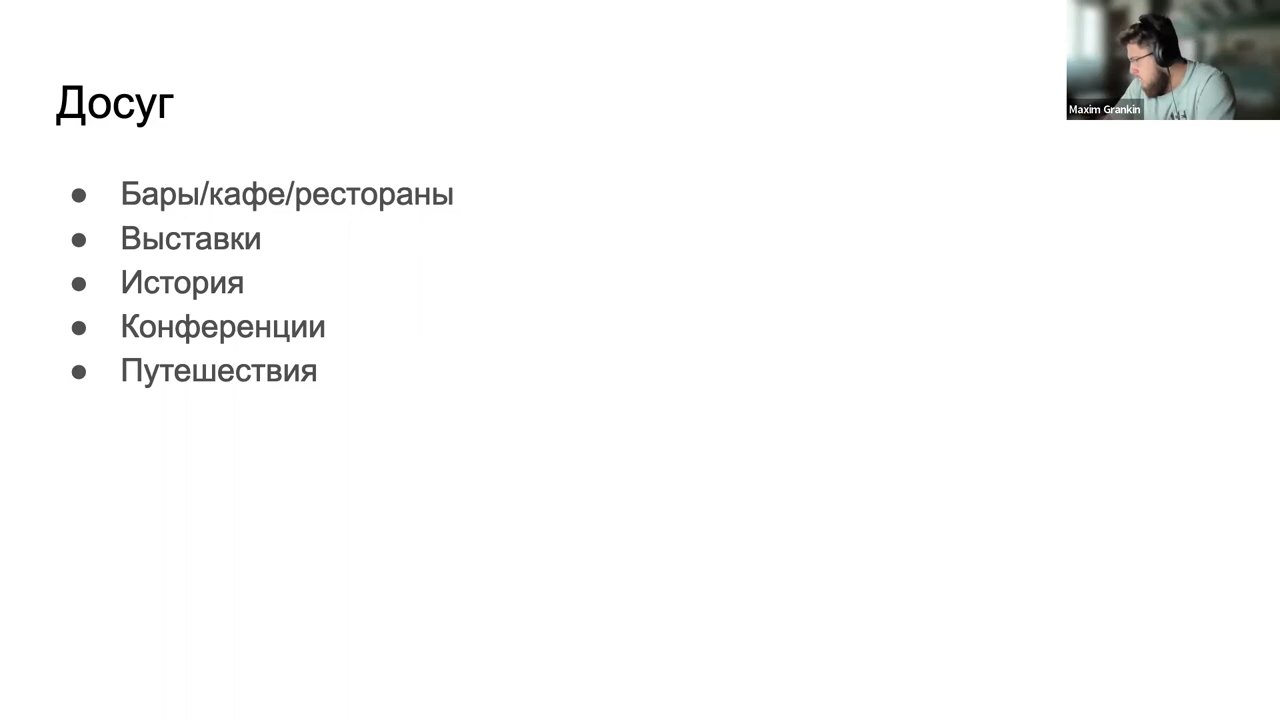 Досуг
Бары/кафе/рестораны
Выставки
История
Конференции
Путешествия
Maxim Grankin